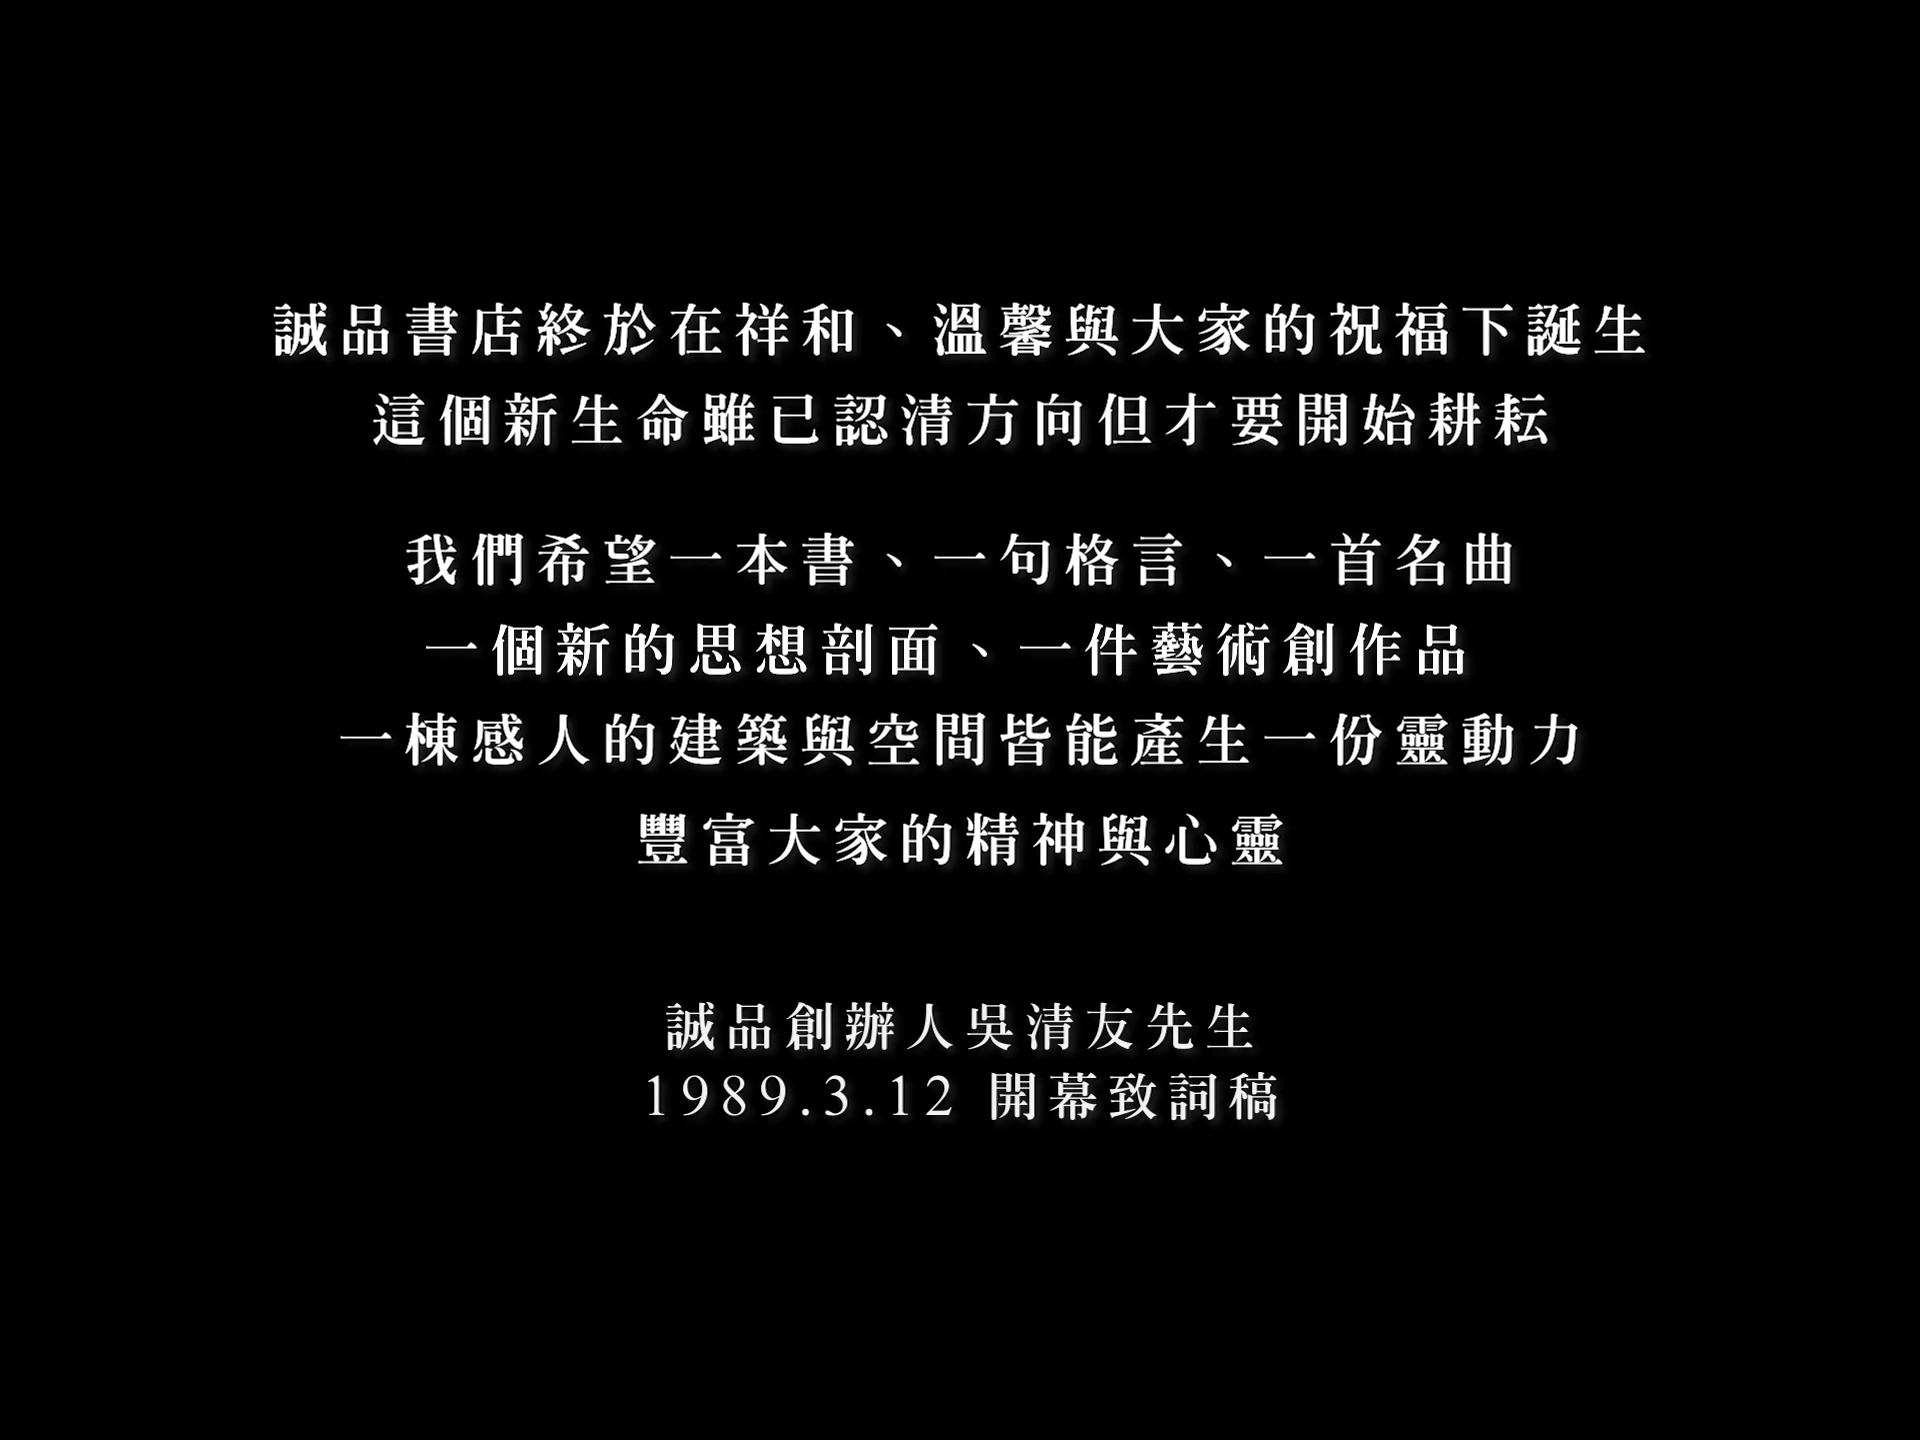 誠品書店終於在祥和、溫馨與大家的祝福下誕生
這個新生命雖已認清方向但才要開始耕耘
我們希望一本書、一句格言、一首名曲
一個新的思想剖面、一件藝術創作品
一棟感人的建築與空間皆能產生一份靈動力
豐富大家的精神與心靈
誠品創辦人吳清友先生
1989.3.12 開幕致詞稿